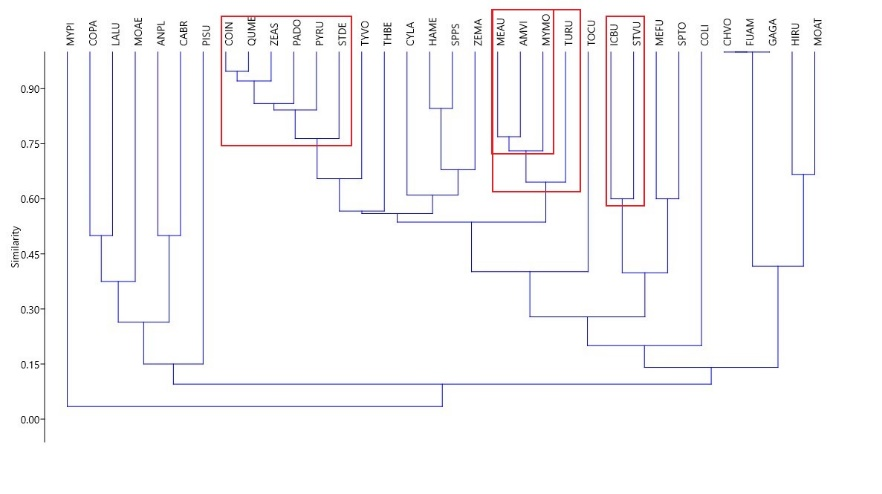 MYPI
COPA
LALU
MOAE
ANPL
CABR
PISU
COIN
QUME
ZEAS
PADO
PYRU
STDE
TYVO
THBE
CYLA
HAME
SPPS
ZEMA
MEAU
AMVI
MYMO
TURU
TOCU
ICBU
STVU
MEFU
SPTO
COLI
CHVO
FUAM
GAGA
HIRU
MOAT
0.90
0.75
0.60
0.45
0.30
0.15
0.00
Similarity